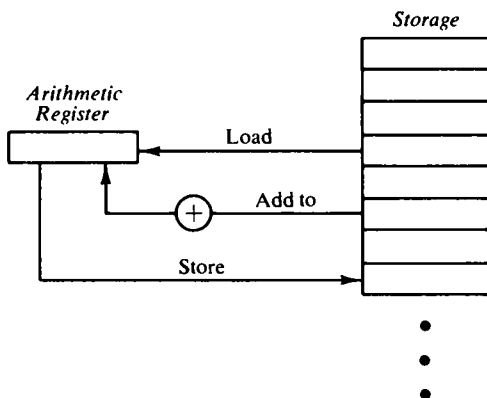 Storage
Arithmetic
Register
Load
+
Add to
Store